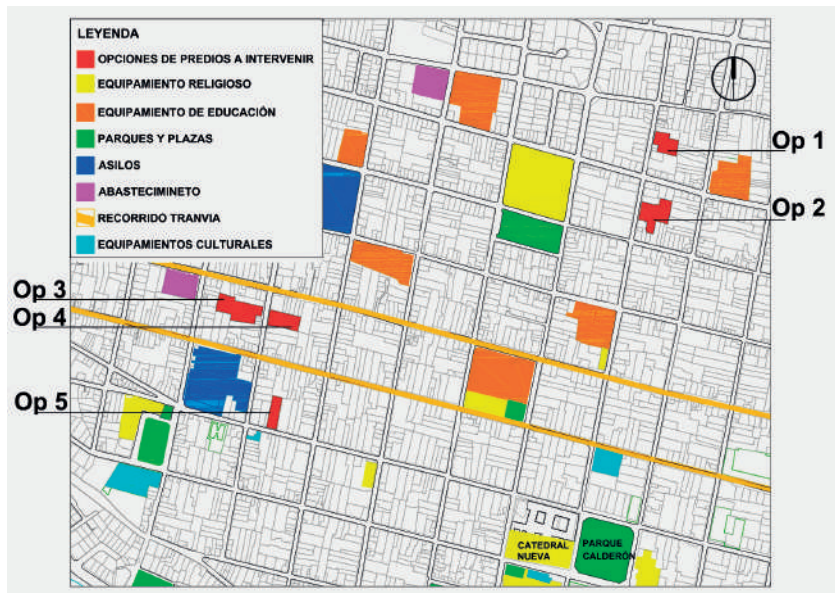 LEYENDA
OPCIONES DE PREDIOS A INTERVENIR
EQUIPAMIENTO RELIGIOSO
EQUIPAMIENTO DE EDUCACIÓN
PARQUES Y PLAZAS
ASILOS
ABASTECIMINETO
RECORRIDO TRANVIA
EQUIPAMIENTOS CULTURALES
Op 1
Op 2
Op 3
Op 4
Op 5
CATEDRAL
NUEVA
PARQUE
CALDERÓN